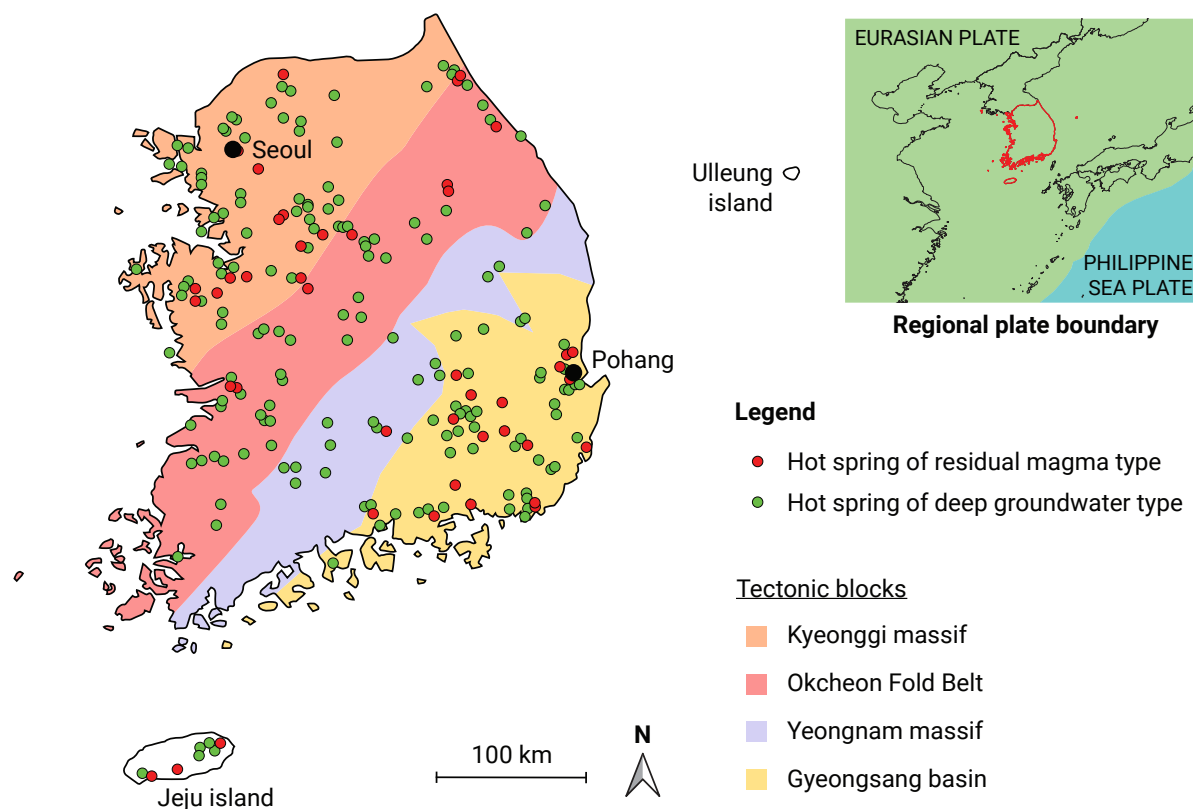 Seoul
Pohang
Ulleung
island
Jeju island
100 km
N
EURASIAN PLATE
PHILIPPINE
SEA PLATE
Regional plate boundary
Legend
Hot spring of residual magma type
Hot spring of deep groundwater type
Tectonic blocks
Kyeonggi massif
Okcheon Fold Belt
Yeongnam massif
Gyeongsang basin